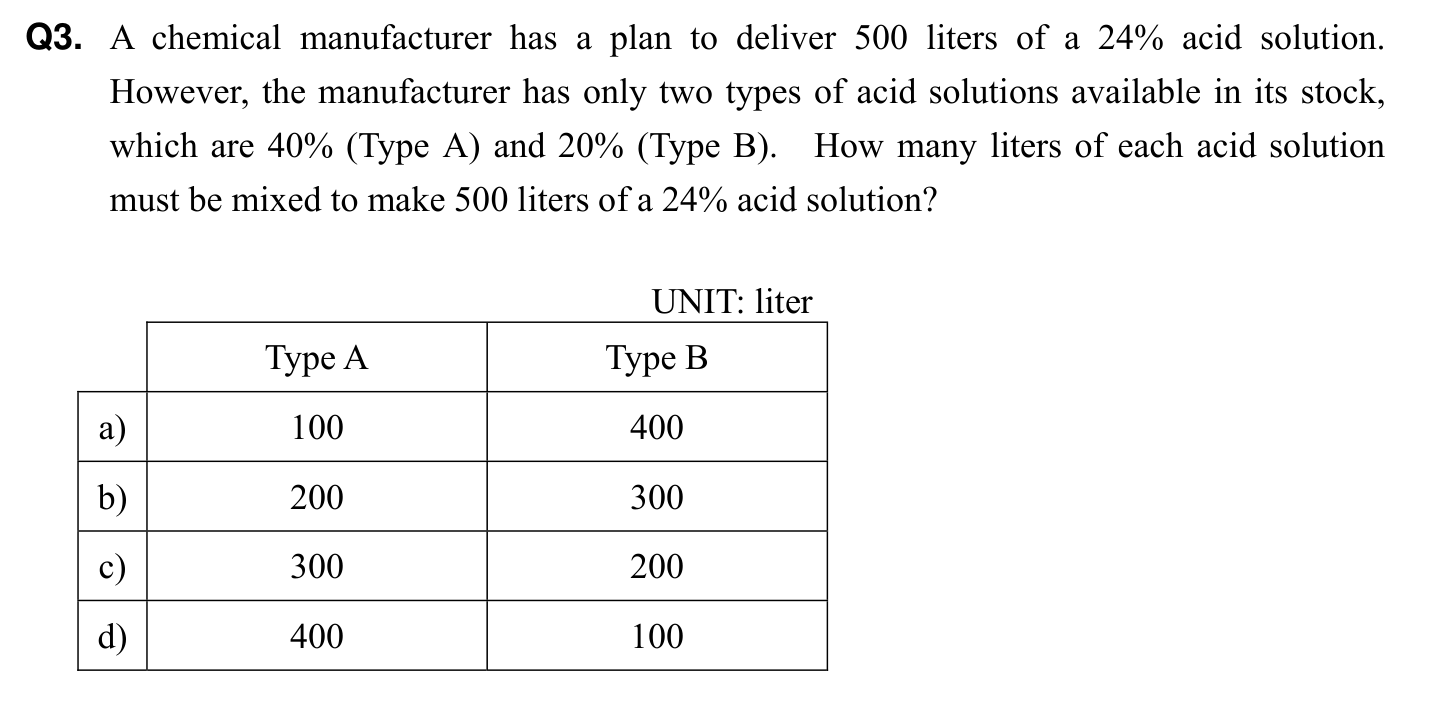 Q3. A chemical manufacturer has a plan to deliver 500 liters of a 24% acid solution.
However, the manufacturer has only two types of acid solutions available in its stock,
which are 40% (Type A) and 20% (Type B). How many liters of each acid solution
must be mixed to make 500 liters of a 24% acid solution?
UNIT: liter
Type A Type B
a) 100 400
b) 200 300
c) 300 200
d) 400 100